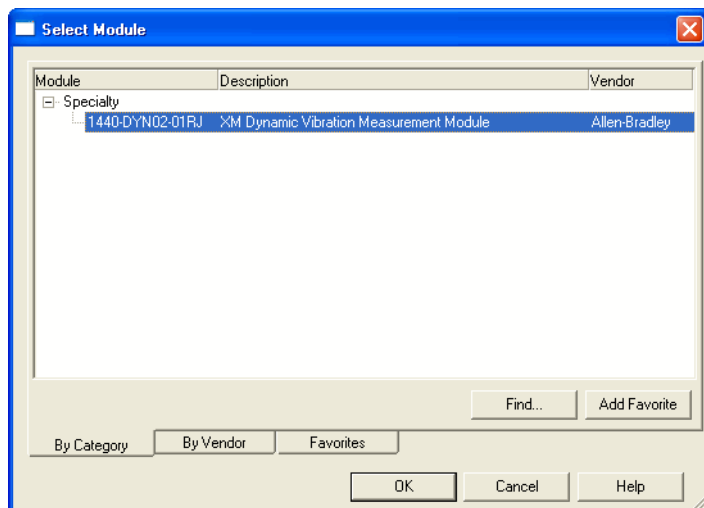 Select Module
Module Description Vendor
Specialty
1440-DYN02-01RJ XM Dynamic Vibration Measurement Module Allen-Bradley
Find... Add Favorite
By Category By Vendor Favorites
OK Cancel Help